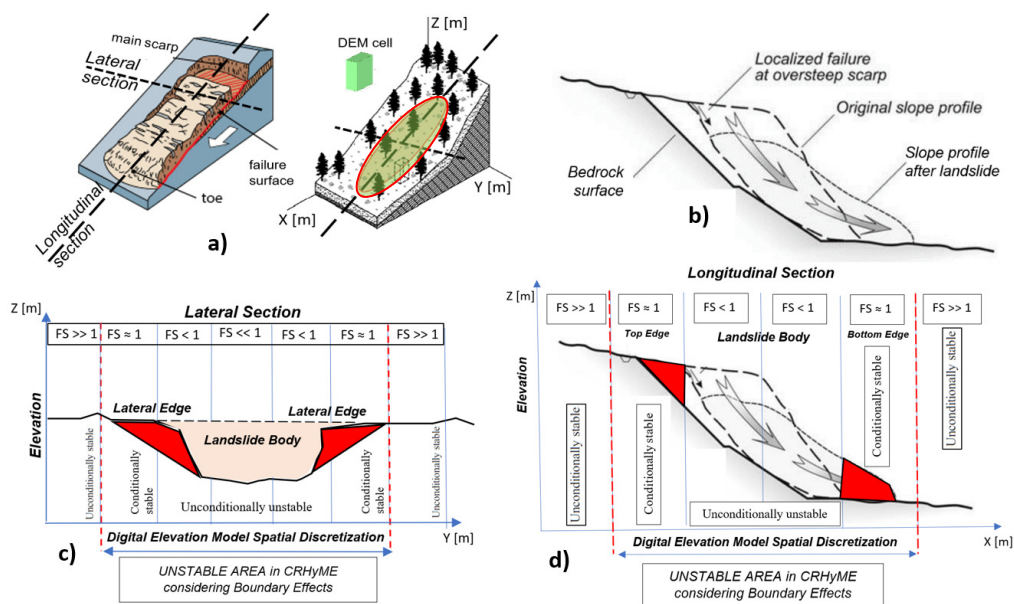 main scarp
Lateral
section
failure
surface
toe
Longitudinal
section
a)
DEM cell
Z [m]
X [m]
Y [m]
Localized failure
at oversteep scarp
Original slope profile
Slope profile
after landslide
Bedrock
surface
b)
Z [m]
Lateral Section
FS >> 1
FS ≈ 1
FS < 1
FS << 1
FS < 1
FS ≈ 1
FS >> 1
Elevation
Lateral Edge
Lateral Edge
Landslide Body
Unconditionally stable
Conditionally
stable
Unconditionally unstable
Conditionally
stable
Unconditionally stable
Y [m]
c)
Digital Elevation Model Spatial Discretization
UNSTABLE AREA in CRHyME
considering Boundary Effects
Longitudinal Section
Z [m]
FS >> 1
FS ≈ 1
FS < 1
FS < 1
FS ≈ 1
FS >> 1
Top Edge
Landslide Body
Bottom Edge
Elevation
Unconditionally stable
Conditionally stable
Unconditionally unstable
Conditionally stable
Unconditionally stable
X [m]
d)
Digital Elevation Model Spatial Discretization
UNSTABLE AREA in CRHyME
considering Boundary Effects